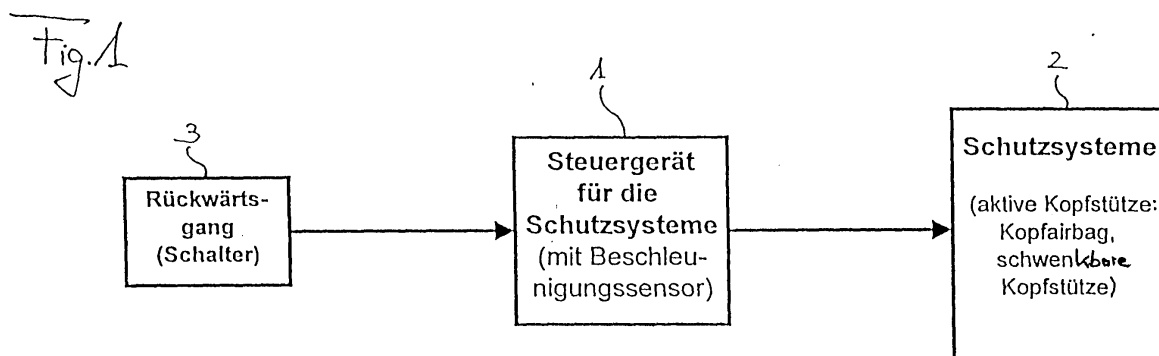 Fig.1
3
Rückwärts-
gang
(Schalter)
1
Steuergerät
für die
Schutzsysteme
(mit Beschleu-
nigungssensor)
2
Schutzsysteme
(aktive Kopfstütze:
Kopfairbag,
schwenkbare
Kopfstütze)